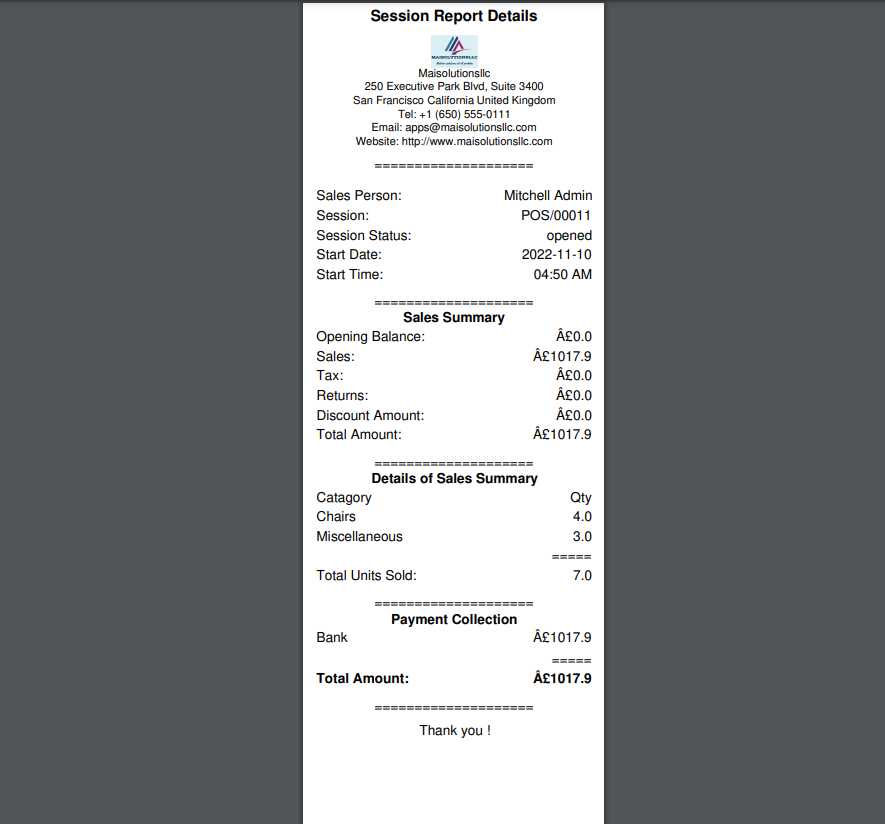 Session Report Details
MAISOLUTIONSLLC
Maisolutionsllc
250 Executive Park Blvd, Suite 3400
San Francisco California United Kingdom
Tel: +1 (650) 555-0111
Email: apps@maisolutionsllc.com
Website: http://www.maisolutionsllc.com
====================
Sales Person: Mitchell Admin
Session: POS/00011
Session Status: opened
Start Date: 2022-11-10
Start Time: 04:50 AM
====================
Sales Summary
Opening Balance: Â£0.0
Sales: Â£1017.9
Tax: Â£0.0
Returns: Â£0.0
Discount Amount: Â£0.0
Total Amount: Â£1017.9
====================
Details of Sales Summary
Catagory Qty
Chairs 4.0
Miscellaneous 3.0
=====
Total Units Sold: 7.0
====================
Payment Collection
Bank Â£1017.9
=====
Total Amount: Â£1017.9
====================
Thank you !